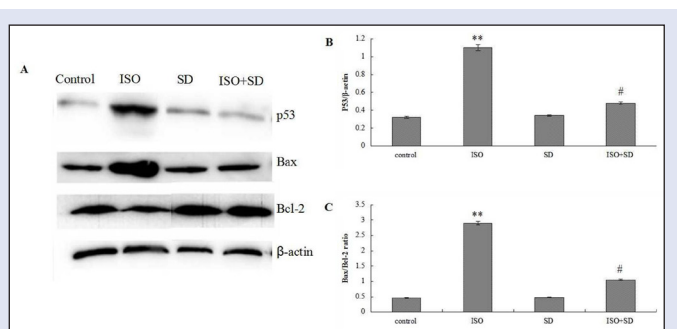 A
Control ISO SD ISO+SD
p53
Bax
Bcl-2
β-actin
B
P53/β-actin
1.2
1
0.8
0.6
0.4
0.2
0
**
#
control ISO SD ISO+SD
C
Bax/Bcl-2 ratio
3.5
3
2.5
2
1.5
1
0.5
0
**
#
control ISO SD ISO+SD